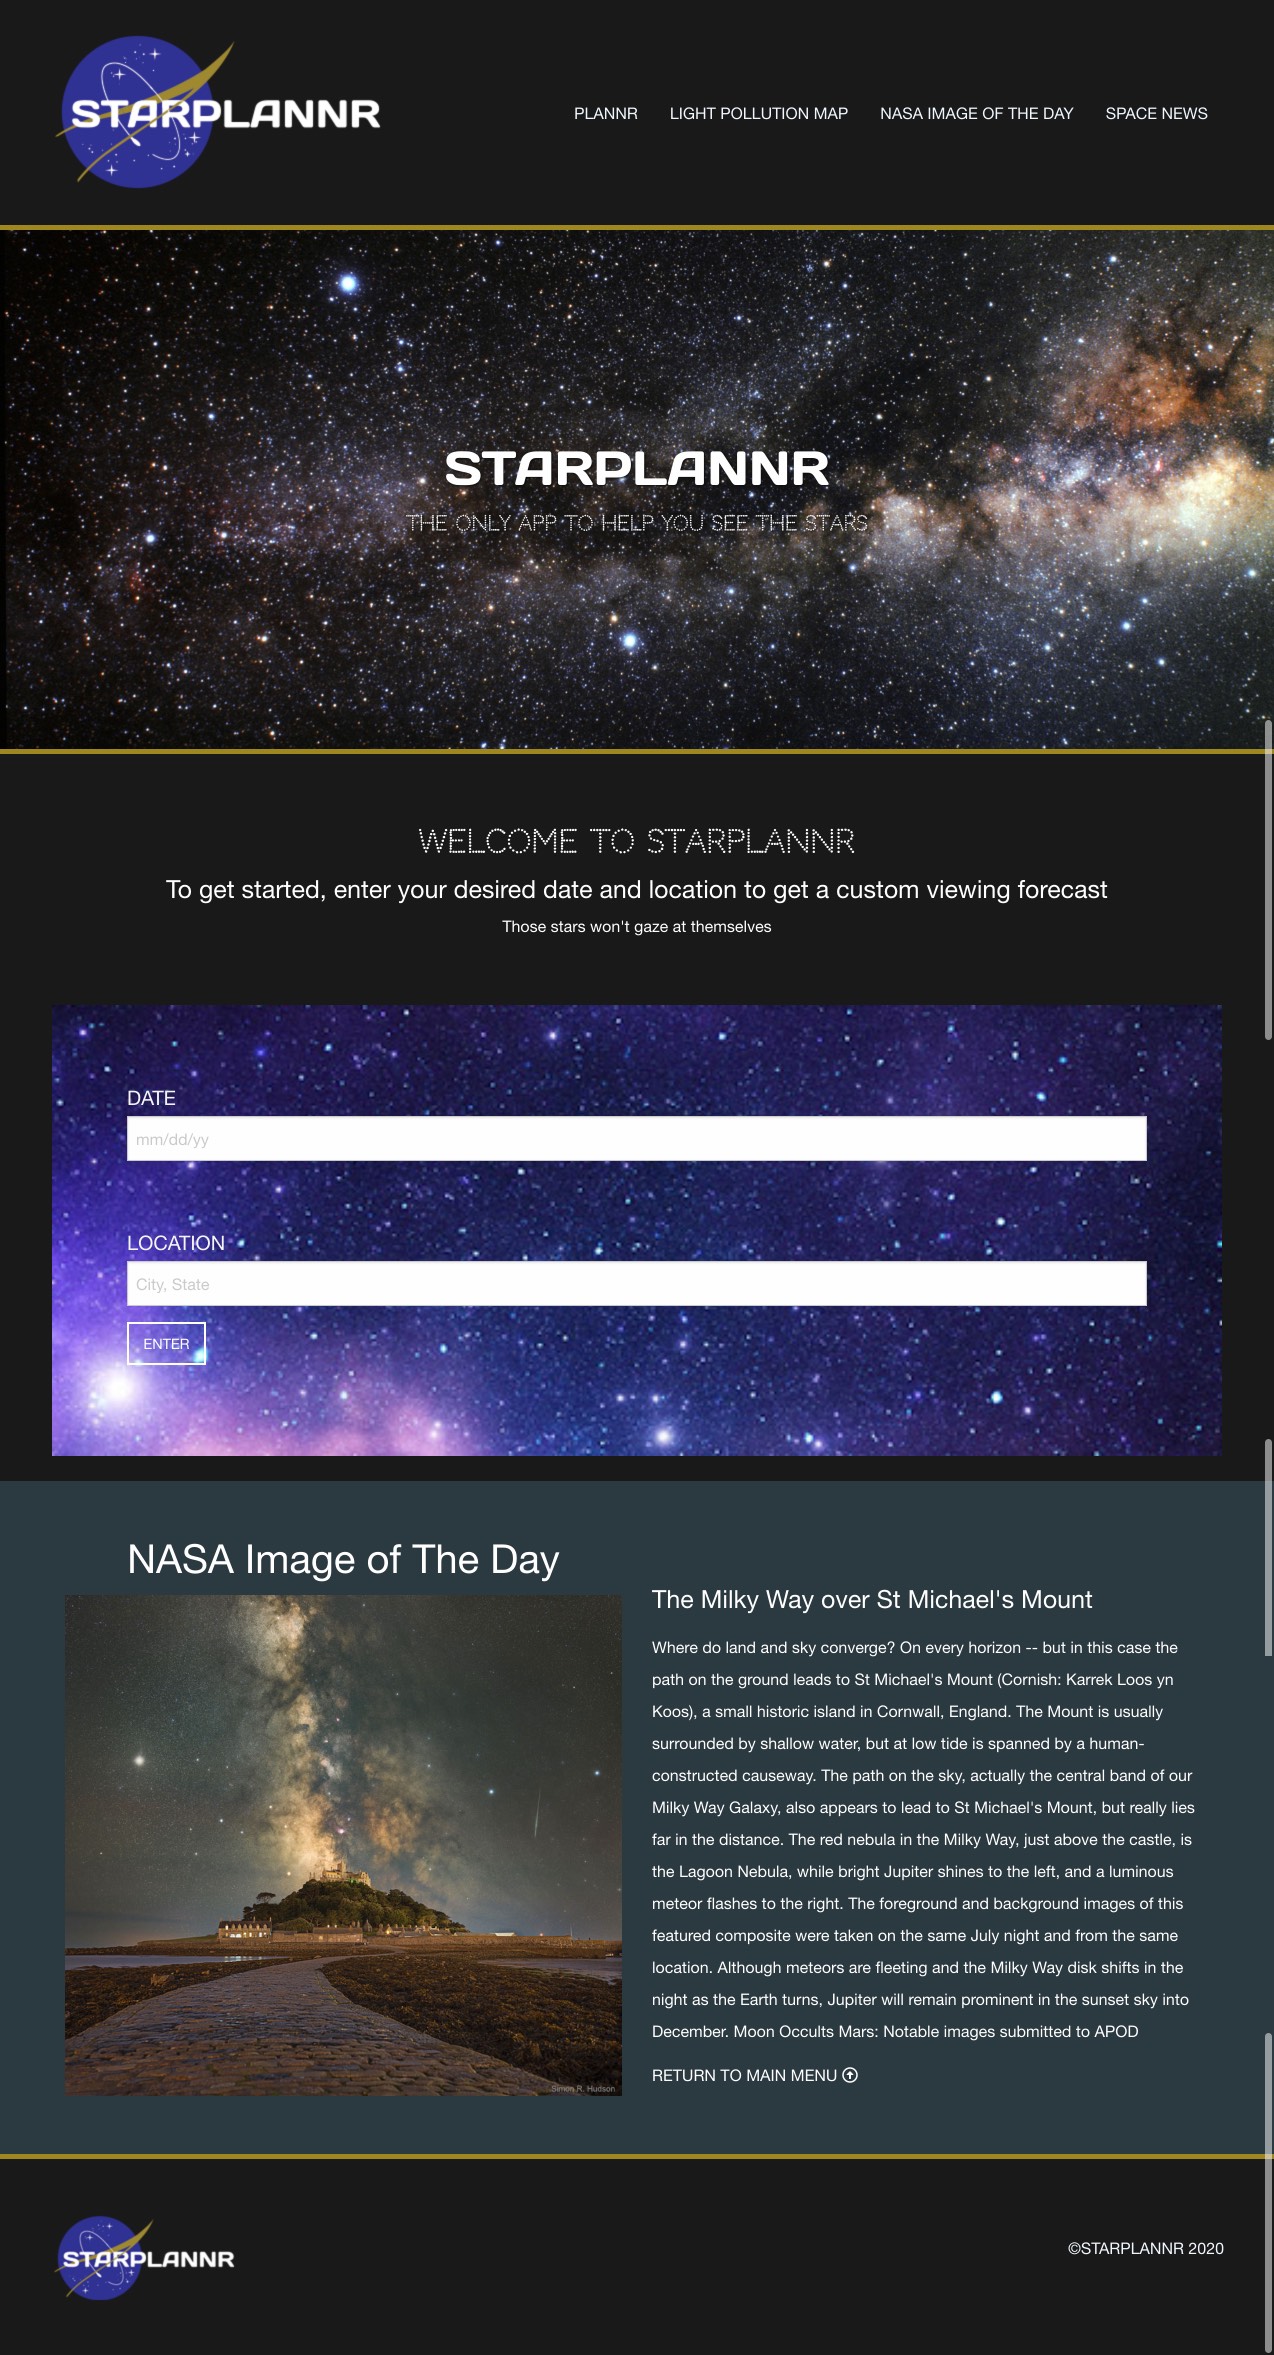 STARPLANNR
PLANNR LIGHT POLLUTION MAP NASA IMAGE OF THE DAY SPACE NEWS
STARPLANNR
THE ONLY APP TO HELP YOU SEE THE STARS
WELCOME TO STARPLANNR
To get started, enter your desired date and location to get a custom viewing forecast
Those stars won't gaze at themselves
DATE
mm/dd/yy
LOCATION
City, State
ENTER
NASA Image of The Day
Simon R. Hudson
The Milky Way over St Michael's Mount
Where do land and sky converge? On every horizon -- but in this case the
path on the ground leads to St Michael's Mount (Cornish: Karrek Loos yn
Koos), a small historic island in Cornwall, England. The Mount is usually
surrounded by shallow water, but at low tide is spanned by a human-
constructed causeway. The path on the sky, actually the central band of our
Milky Way Galaxy, also appears to lead to St Michael's Mount, but really lies
far in the distance. The red nebula in the Milky Way, just above the castle, is
the Lagoon Nebula, while bright Jupiter shines to the left, and a luminous
meteor flashes to the right. The foreground and background images of this
featured composite were taken on the same July night and from the same
location. Although meteors are fleeting and the Milky Way disk shifts in the
night as the Earth turns, Jupiter will remain prominent in the sunset sky into
December. Moon Occults Mars: Notable images submitted to APOD
RETURN TO MAIN MENU
STARPLANNR
©STARPLANNR 2020